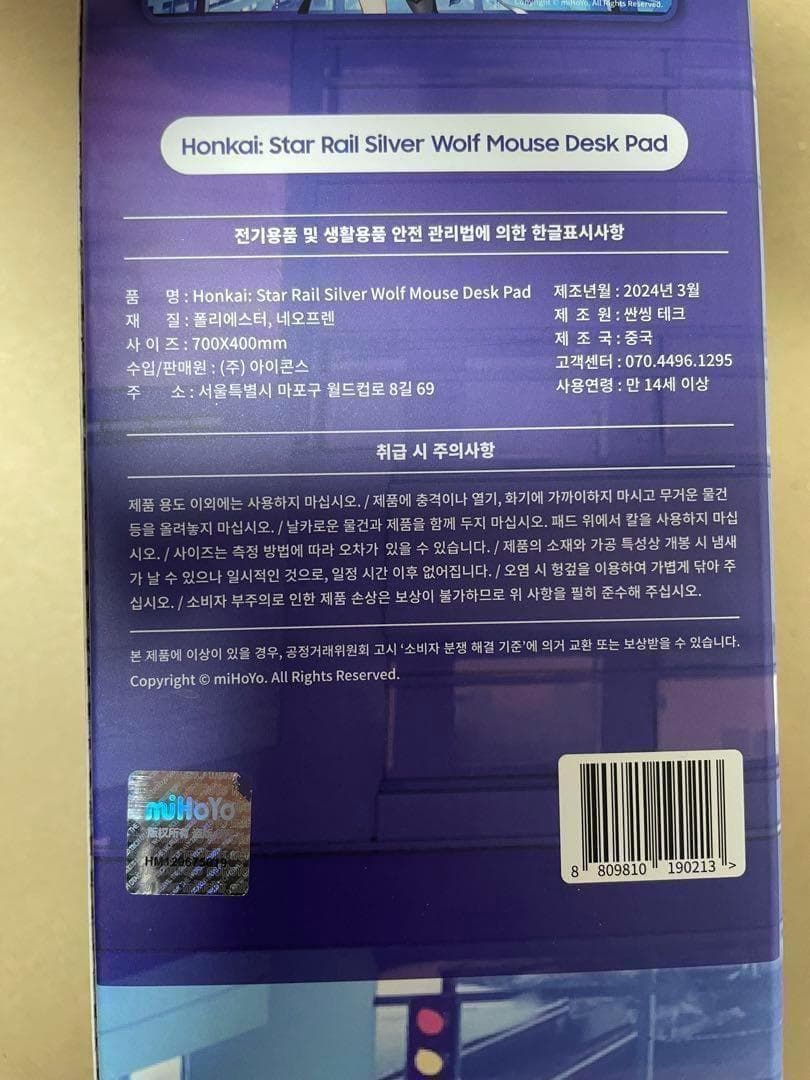 Copyright © miHoYo. All Rights Reserved.
Honkai: Star Rail Silver Wolf Mouse Desk Pad
전기용품 및 생활용품 안전 관리법에 의한 한글표시사항
품 명 : Honkai: Star Rail Silver Wolf Mouse Desk Pad
재 질 : 폴리에스터, 네오프렌
사 이 즈 : 700X400mm
수입/판매원 : (주) 아이콘스
주 소 : 서울특별시 마포구 월드컵로 8길 69
제조년월 : 2024년 3월
제 조 원 : 싼씽 테크
제 조 국 : 중국
고객센터 : 070.4496.1295
사용연령 : 만 14세 이상
취급 시 주의사항
제품 용도 이외에는 사용하지 마십시오. / 제품에 충격이나 열기, 화기에 가까이하지 마시고 무거운 물건
등을 올려놓지 마십시오. / 날카로운 물건과 제품을 함께 두지 마십시오. 패드 위에서 칼을 사용하지 마십
시오. / 사이즈는 측정 방법에 따라 오차가 있을 수 있습니다. / 제품의 소재와 가공 특성상 개봉 시 냄새
가 날 수 있으나 일시적인 것으로, 일정 시간 이후 없어집니다. / 오염 시 헝겊을 이용하여 가볍게 닦아 주
십시오. / 소비자 부주의로 인한 제품 손상은 보상이 불가하므로 위 사항을 필히 준수해 주십시오.
본 제품에 이상이 있을 경우, 공정거래위원회 고시 '소비자 분쟁 해결 기준'에 의거 교환 또는 보상받을 수 있습니다.
Copyright © miHoYo. All Rights Reserved.
miHoYo
版权所有
8 809810 190213 >